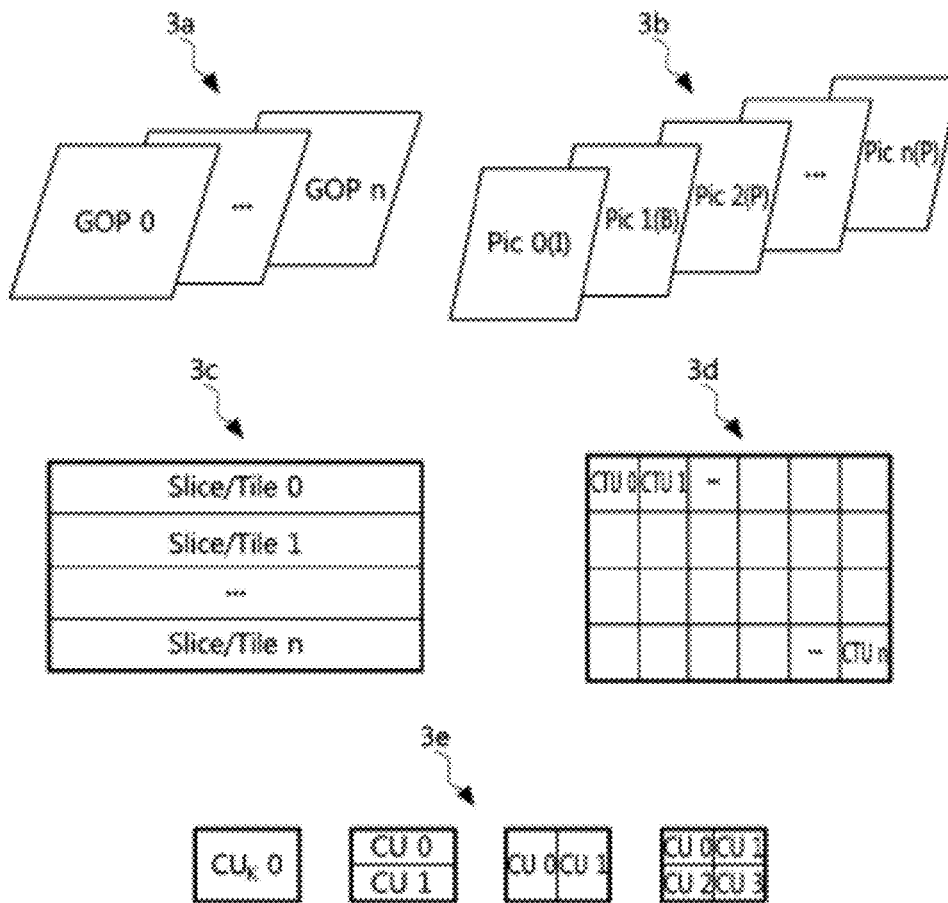 3a
GOP 0
...
GOP n
3b
Pic 0(I)
Pic 1(B)
Pic 2(P)
...
Pic n(P)
3c
Slice/Tile 0
Slice/Tile 1
...
Slice/Tile n
3d
CTU 0 CTU 1 ...
... CTU n
3e
CUK 0
CU 0
CU 1
CU 0 CU 1
CU 0 CU 1
CU 2 CU 3